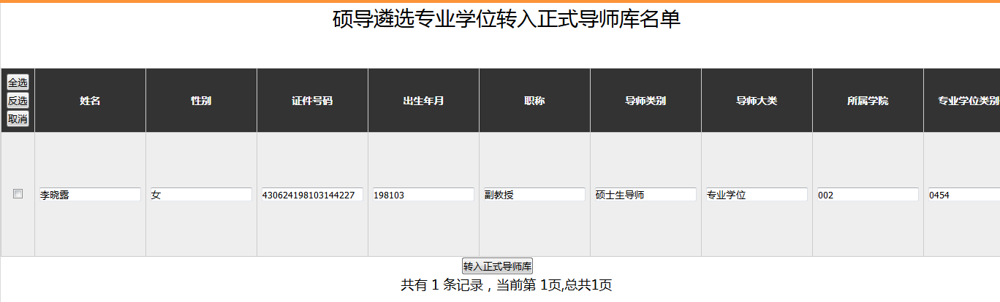 硕导遴选专业学位转入正式导师库名单
全选
反选
取消
姓名 性别 证件号码 出生年月 职称 导师类别 导师大类 所属学院 专业学位类别
李晓露 女 430624198103144227 198103 副教授 硕士生导师 专业学位 002 0454
转入正式导师库
共有 1 条记录，当前第 1页,总共1页